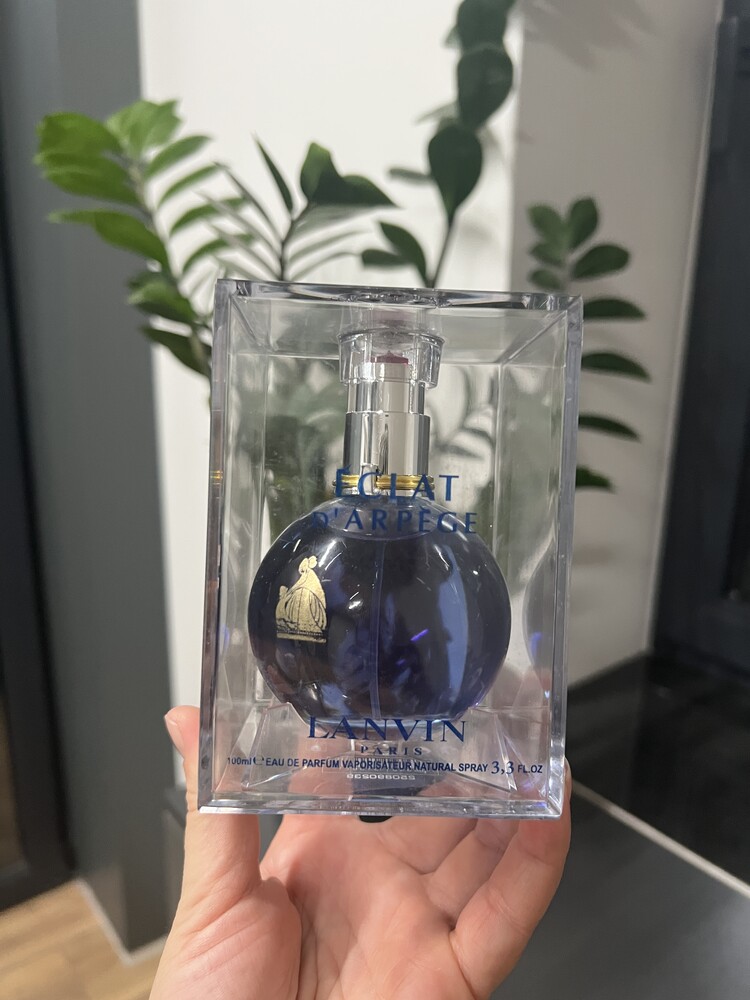 ÉCLAT
D'ARPÈGE
LANVIN
PARIS
100ml EAU DE PARFUM VAPORISATEUR NATURAL SPRAY 3,3 FL.OZ